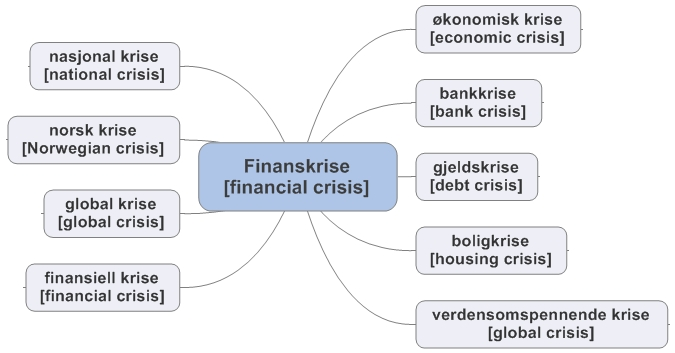 økonomisk krise
[economic crisis]
nasjonal krise
[national crisis]
bankkrise
[bank crisis]
norsk krise
[Norwegian crisis]
Finanskrise
[financial crisis]
gjeldskrise
[debt crisis]
global krise
[global crisis]
boligkrise
[housing crisis]
finansiell krise
[financial crisis]
verdensomspennende krise
[global crisis]